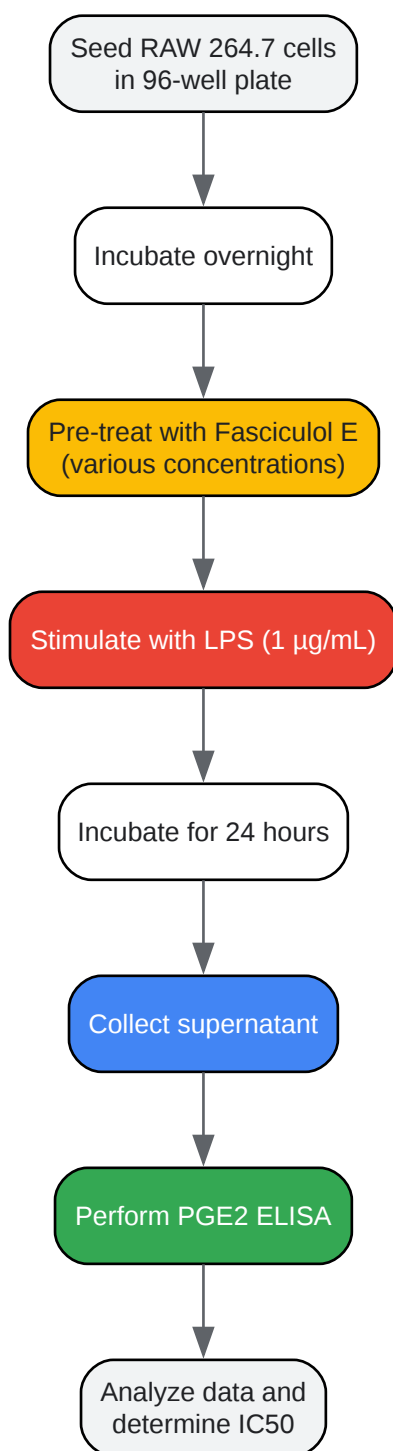 Seed RAW 264.7 cells
in 96-well plate
Incubate overnight
Pre-treat with Fasciculol E
(various concentrations)
Stimulate with LPS (1 µg/mL)
Incubate for 24 hours
Collect supernatant
Perform PGE2 ELISA
Analyze data and
determine IC50